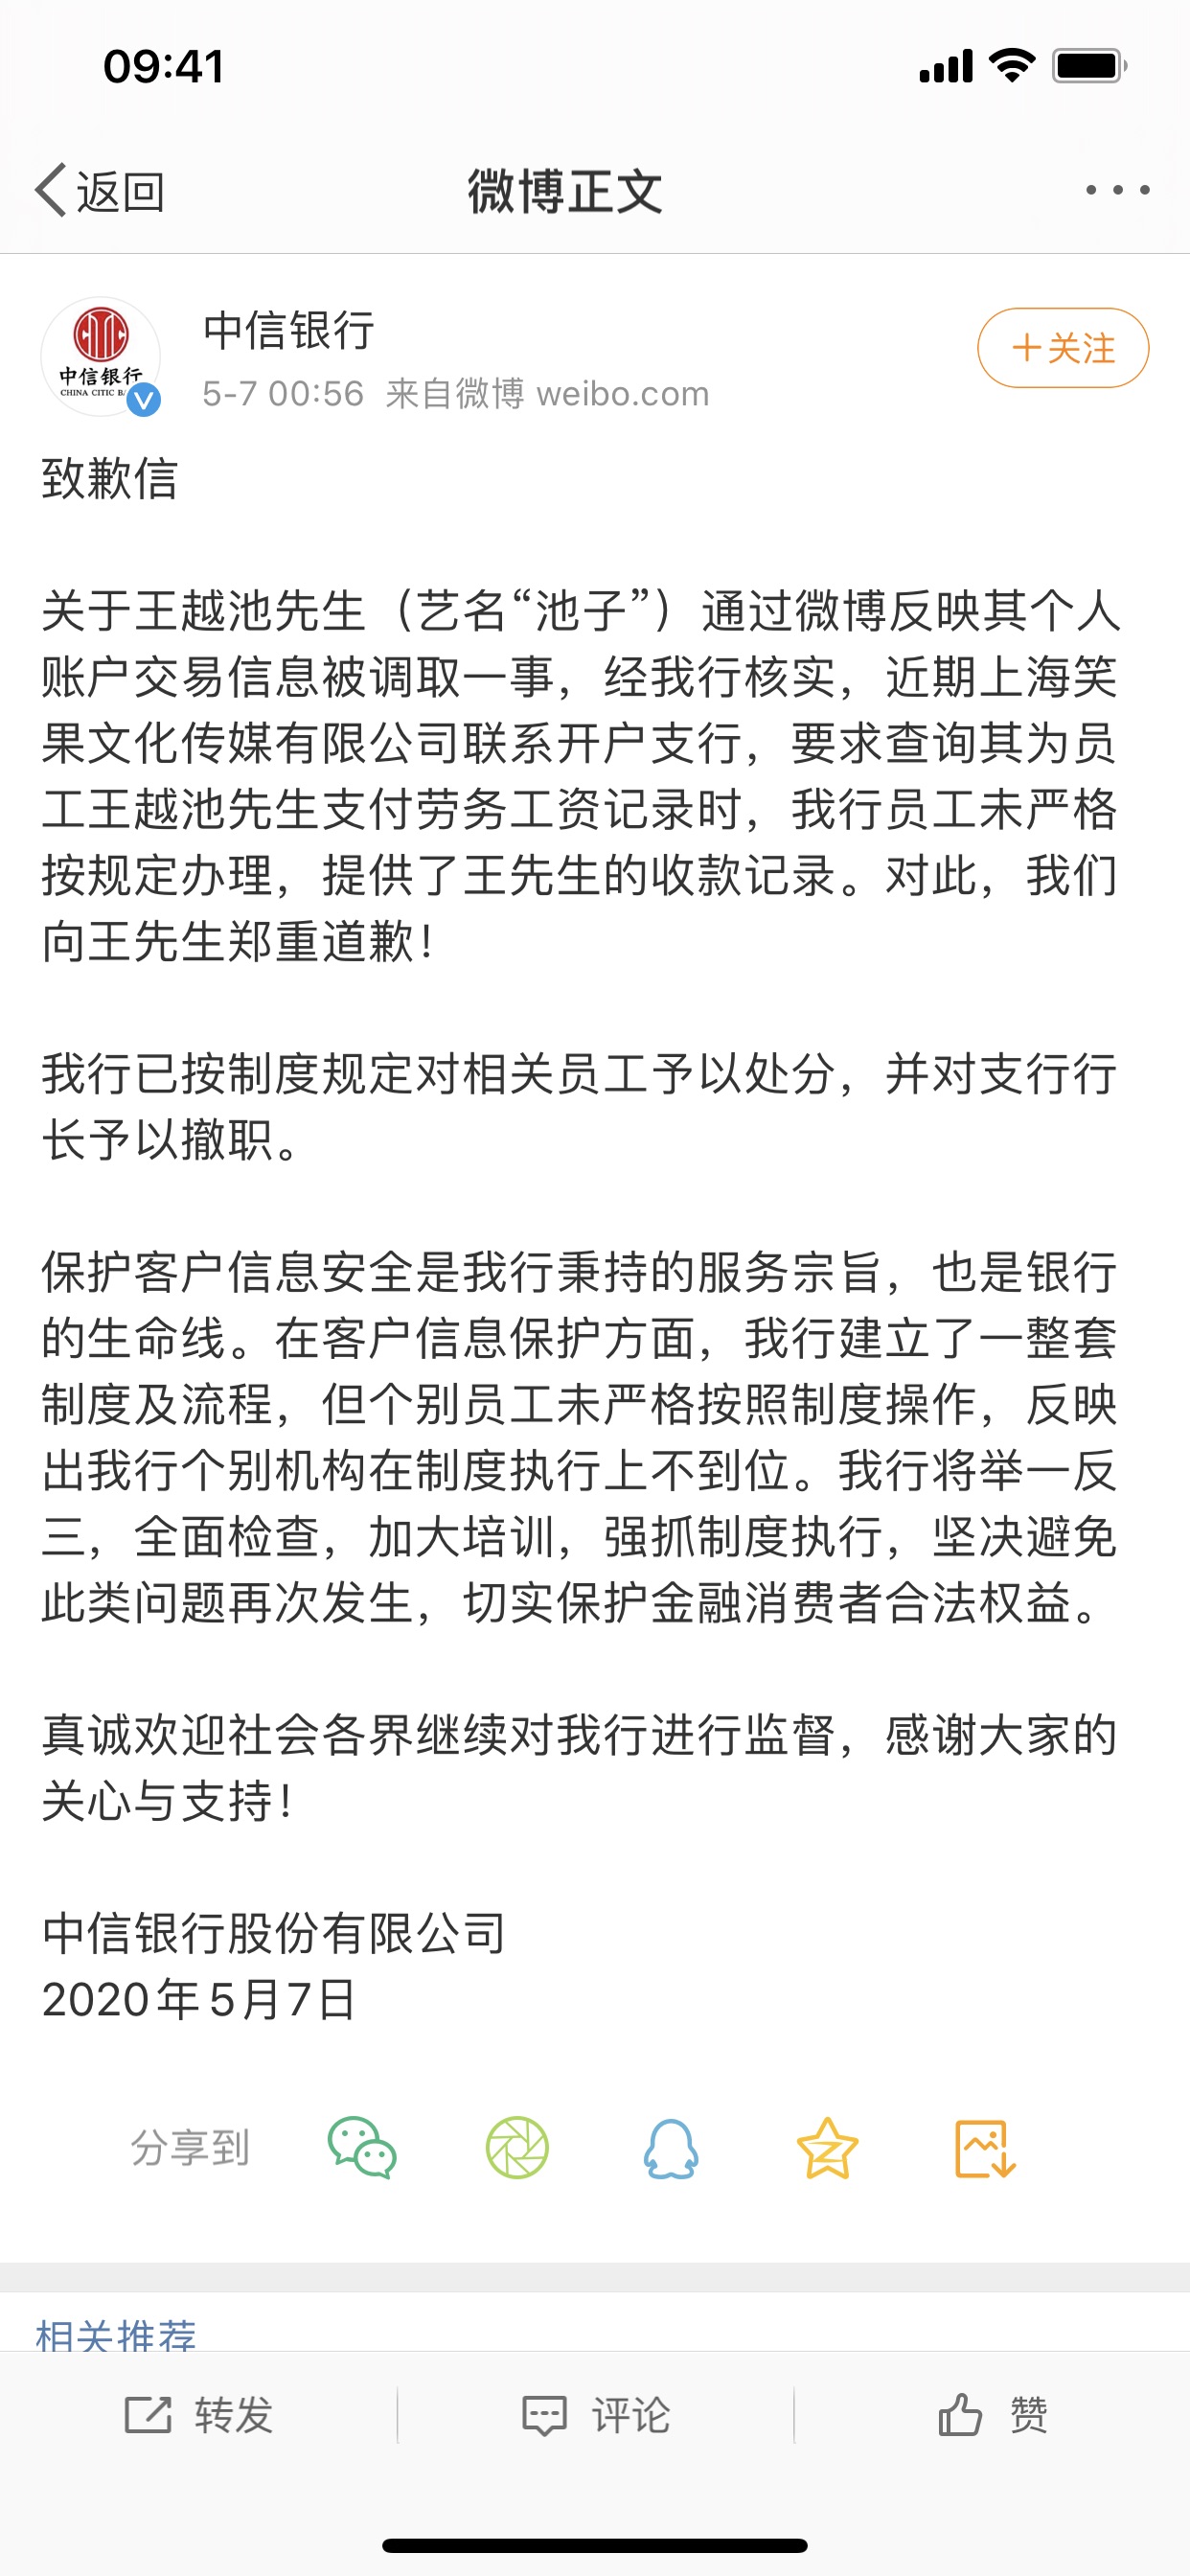 09:41
返回
微博正文
中信银行
CHINA CITIC B
中信银行
+关注
5-7 00:56 来自微博 weibo.com
致歉信
关于王越池先生（艺名“池子”）通过微博反映其个人
账户交易信息被调取一事，经我行核实，近期上海笑
果文化传媒有限公司联系开户支行，要求查询其为员
工王越池先生支付劳务工资记录时，我行员工未严格
按规定办理，提供了王先生的收款记录。对此，我们
向王先生郑重道歉！
我行已按制度规定对相关员工予以处分，并对支行行
长予以撤职。
保护客户信息安全是我行秉持的服务宗旨，也是银行
的生命线。在客户信息保护方面，我行建立了一整套
制度及流程，但个别员工未严格按照制度操作，反映
出我行个别机构在制度执行上不到位。我行将举一反
三，全面检查，加大培训，强抓制度执行，坚决避免
此类问题再次发生，切实保护金融消费者合法权益。
真诚欢迎社会各界继续对我行进行监督，感谢大家的
关心与支持！
中信银行股份有限公司
2020年5月7日
分享到
相关推荐
转发
评论
赞